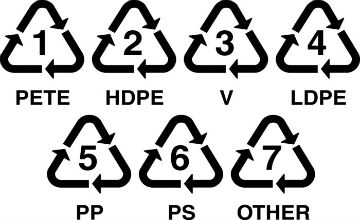 1 2 3 4
PETE HDPE V LDPE
5 6 7
PP PS OTHER